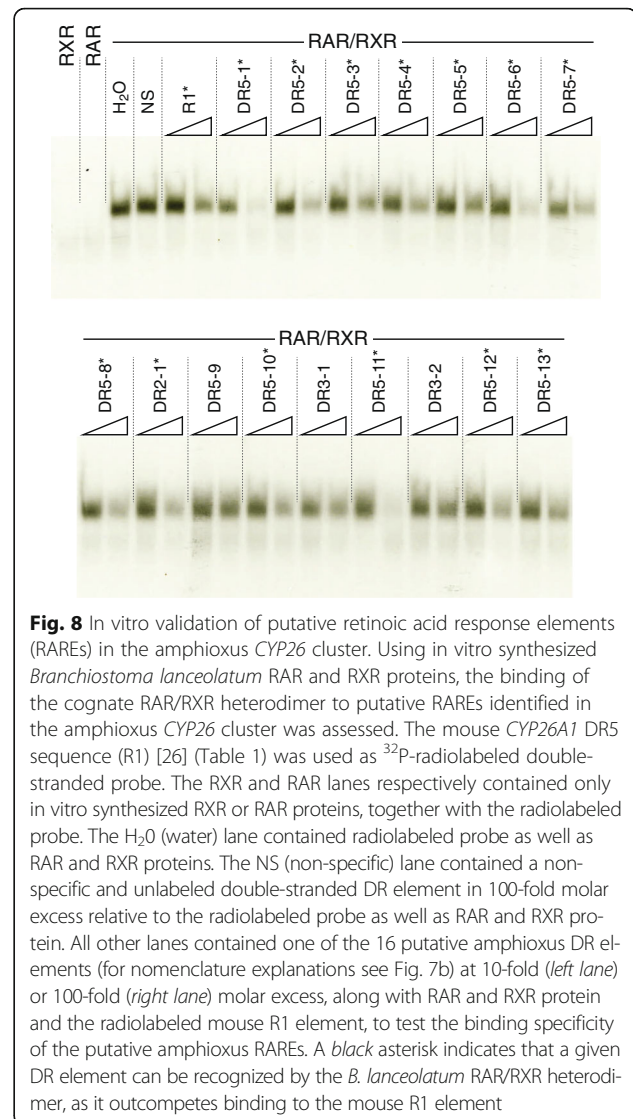 RXR
RAR
RAR/RXR
H₂O
NS
R1*
DR5-1*
DR5-2*
DR5-3*
DR5-4*
DR5-5*
DR5-6*
DR5-7*
RAR/RXR
DR5-8*
DR2-1*
DR5-9
DR5-10*
DR3-1
DR5-11*
DR3-2
DR5-12*
DR5-13*
Fig. 8 In vitro validation of putative retinoic acid response elements
(RAREs) in the amphioxus CYP26 cluster. Using in vitro synthesized
Branchiostoma lanceolatum RAR and RXR proteins, the binding of
the cognate RAR/RXR heterodimer to putative RAREs identified in
the amphioxus CYP26 cluster was assessed. The mouse CYP26A1 DR5
sequence (R1) [26] (Table 1) was used as ³²P-radiolabeled double-
stranded probe. The RXR and RAR lanes respectively contained only
in vitro synthesized RXR or RAR proteins, together with the radiolabeled
probe. The H₂0 (water) lane contained radiolabeled probe as well as
RAR and RXR proteins. The NS (non-specific) lane contained a non-
specific and unlabeled double-stranded DR element in 100-fold molar
excess relative to the radiolabeled probe as well as RAR and RXR pro-
tein. All other lanes contained one of the 16 putative amphioxus DR el-
ements (for nomenclature explanations see Fig. 7b) at 10-fold (left lane)
or 100-fold (right lane) molar excess, along with RAR and RXR protein
and the radiolabeled mouse R1 element, to test the binding specificity
of the putative amphioxus RAREs. A black asterisk indicates that a given
DR element can be recognized by the B. lanceolatum RAR/RXR heterodi-
mer, as it outcompetes binding to the mouse R1 element